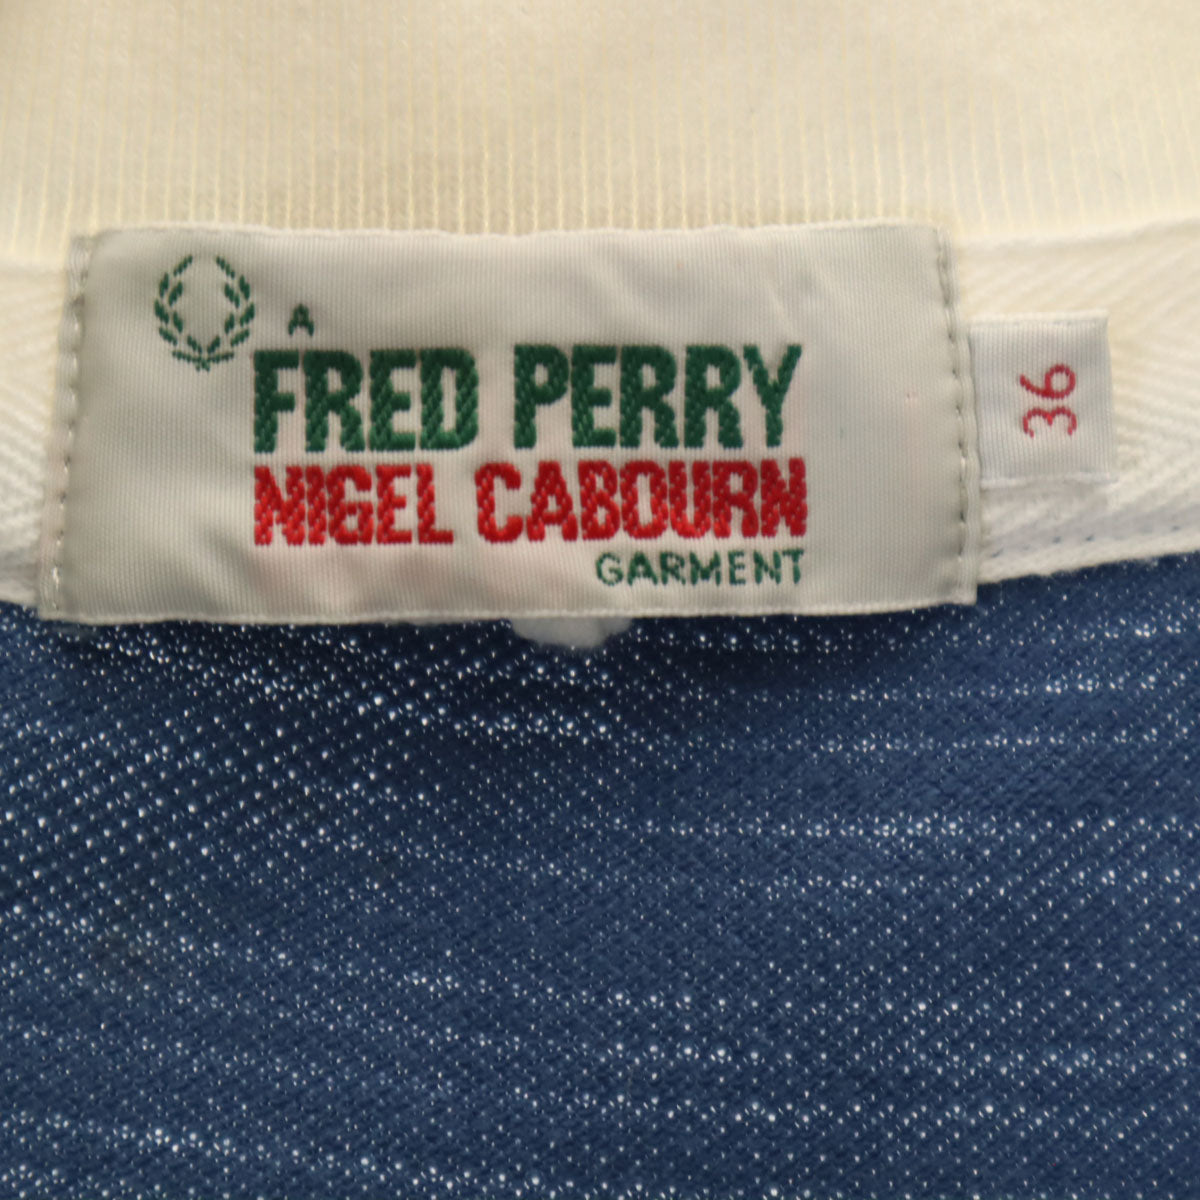 A
FRED PERRY
NIGEL CABOURN
GARMENT
36